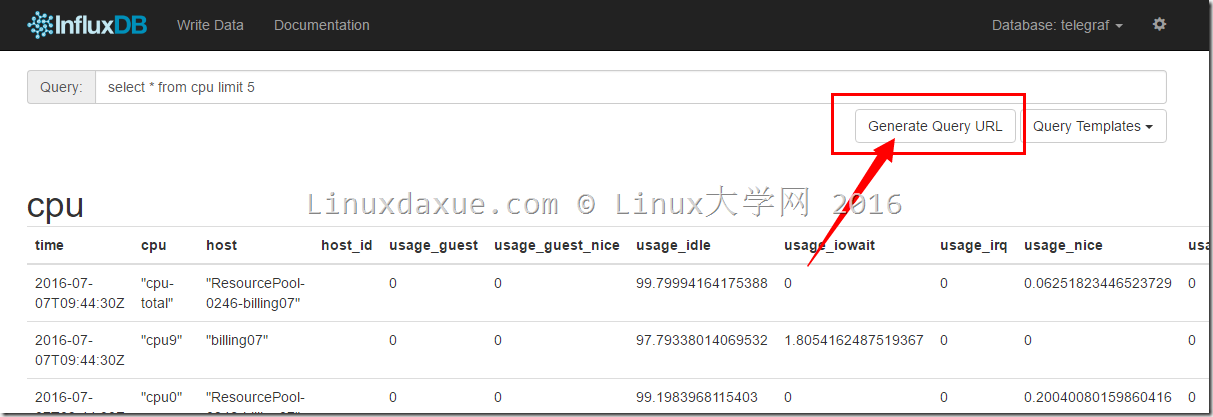 InfluxDB Write Data Documentation Database: telegraf
Query: select * from cpu limit 5
Generate Query URL Query Templates
Linuxdaxue.com © Linux大学网 2016
cpu
time cpu host host_id usage_guest usage_guest_nice usage_idle usage_iowait usage_irq usage_nice usa
2016-07- "cpu- "ResourcePool- 0 0 99.79994164175388 0 0 0.06251823446523729 0
07T09:44:30Z total" 0246-billing07"
2016-07- "cpu9" "billing07" 0 0 97.79338014069532 1.8054162487519367 0 0 0
07T09:44:30Z
2016-07- "cpu0" "ResourcePool- 0 0 99.1983968115403 0 0 0.20040080159860416 0